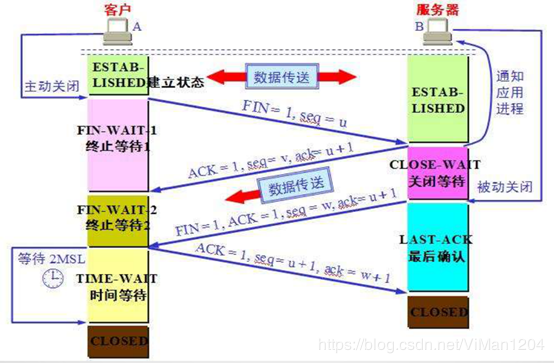 客户
服务器
A
B
ESTAB-
LISHED
建立状态
数据传送
主动关闭
FIN = 1, seq = u
ESTAB-
LISHED
通知
应用
进程
FIN-WAIT-1
终止等待1
ACK = 1, seq = v, ack= u + 1
CLOSE-WAIT
关闭等待
数据传送
被动关闭
FIN-WAIT-2
终止等待2
FIN = 1, ACK = 1, seq = w, ack= u + 1
等待 2MSL
ACK = 1, seq = u + 1, ack = w + 1
LAST-ACK
最后确认
TIME-WAIT
时间等待
CLOSED
CLOSED
https://blog.csdn.net/ViMan1204